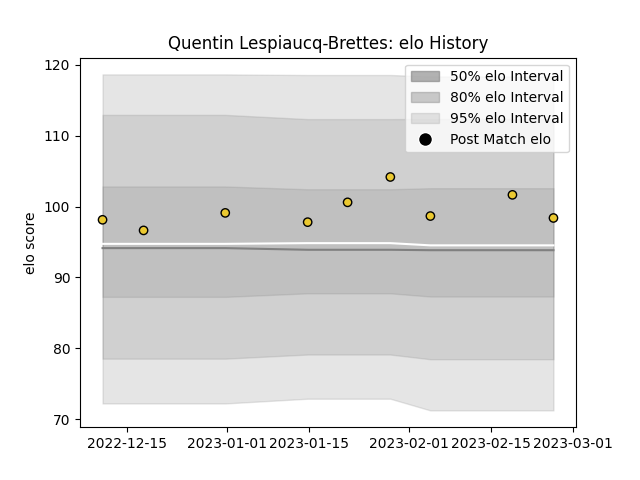 Quentin Lespiaucq-Brettes: elo History
120
110
100
90
80
70
elo score
50% elo Interval
80% elo Interval
95% elo Interval
Post Match elo
2022-12-15
2023-01-01
2023-01-15
2023-02-01
2023-02-15
2023-03-01